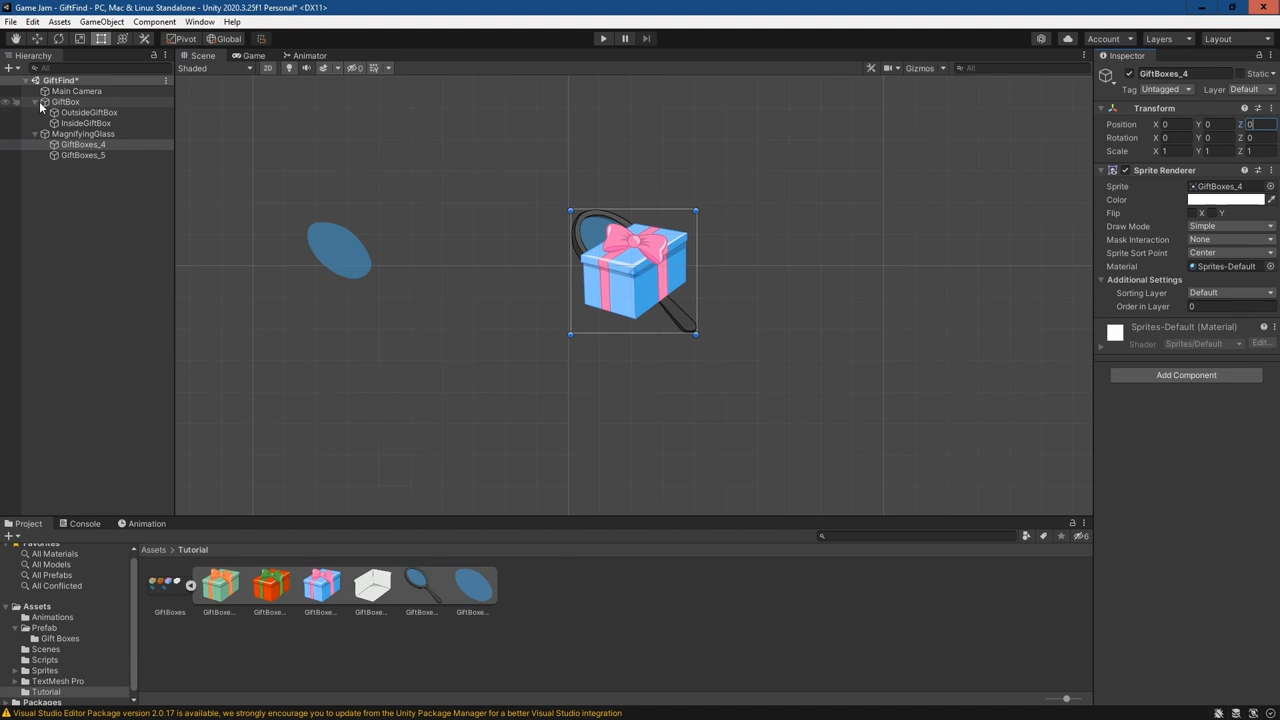 Game Jam - GiftFind - PC, Mac & Linux Standalone - Unity 2020.3.25f1 Personal* <DX11>
File Edit Assets GameObject Component Window Help
Pivot Global Account Layers Layout
Hierarchy Scene Game Animator Inspector
All Shaded 2D 0 Gizmos All
GiftBoxes_4 Static
Tag Untagged Layer Default
GiftFind*
Main Camera
GiftBox
OutsideGiftBox
InsideGiftBox
MagnifyingGlass
GiftBoxes_4
GiftBoxes_5
Transform
Position X 0 Y 0 Z 0
Rotation X 0 Y 0 Z 0
Scale X 1 Y 1 Z 1
Sprite Renderer
Sprite GiftBoxes_4
Color
Flip X Y
Draw Mode Simple
Mask Interaction None
Sprite Sort Point Center
Material Sprites-Default
Additional Settings
Sorting Layer Default
Order in Layer 0
Sprites-Default (Material)
Shader Sprites/Default Edit...
Add Component
Project Console Animation
6
Favorites
All Materials
All Models
All Prefabs
All Conflicted
Assets
Animations
Prefab
Gift Boxes
Scenes
Scripts
Sprites
TextMesh Pro
Tutorial
Packages
Assets > Tutorial
GiftBoxes GiftBoxe... GiftBoxe... GiftBoxe... GiftBoxe... GiftBoxe... GiftBoxe...
Visual Studio Editor Package version 2.0.17 is available, we strongly encourage you to update from the Unity Package Manager for a better Visual Studio integration